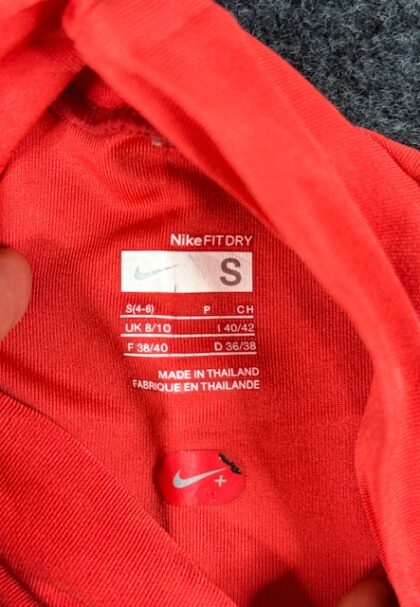 Nike FIT DRY
S
S(4-6) P CH
UK 8/10 I 40/42
F 38/40 D 36/38
MADE IN THAILAND
FABRIQUE EN THAILANDE
+